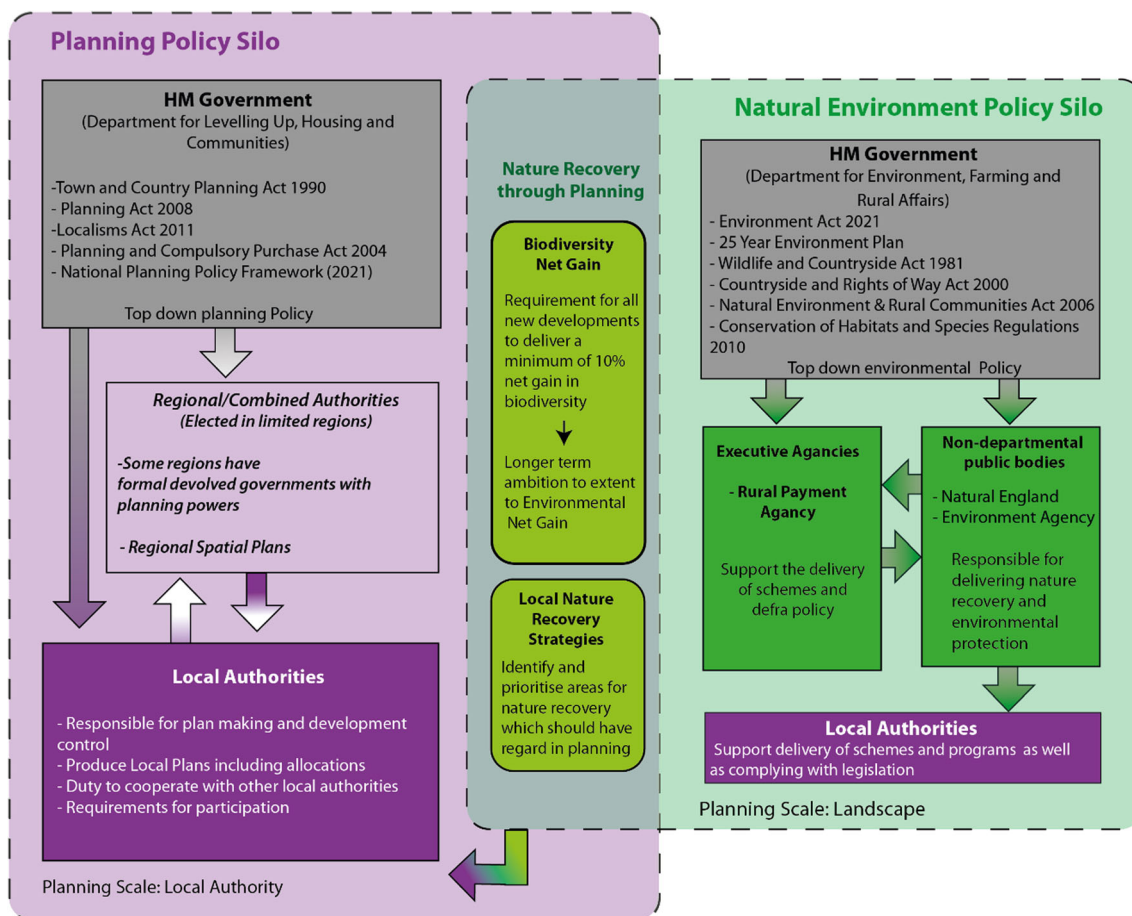 Planning Policy Silo
HM Government
(Department for Levelling Up, Housing and
Communities)
-Town and Country Planning Act 1990
- Planning Act 2008
-Localisms Act 2011
- Planning and Compulsory Purchase Act 2004
- National Planning Policy Framework (2021)
Top down planning Policy
Regional/Combined Authorities
(Elected in limited regions)
-Some regions have
formal devolved governments with
planning powers
- Regional Spatial Plans
Local Authorities
- Responsible for plan making and development
control
- Produce Local Plans including allocations
- Duty to cooperate with other local authorities
- Requirements for participation
Planning Scale: Local Authority
Nature Recovery
through Planning
Biodiversity
Net Gain
Requirement for all
new developments
to deliver a
minimum of 10%
net gain in
biodiversity
Longer term
ambition to extent
to Environmental
Net Gain
Local Nature
Recovery
Strategies
Identify and
prioritise areas for
nature recovery
which should have
regard in planning
Natural Environment Policy Silo
HM Government
(Department for Environment, Farming and
Rural Affairs)
- Environment Act 2021
- 25 Year Environment Plan
- Wildlife and Countryside Act 1981
- Countryside and Rights of Way Act 2000
- Natural Environment & Rural Communities Act 2006
- Conservation of Habitats and Species Regulations
2010
Top down environmental Policy
Executive Agencies
- Rural Payment
Agency
Support the delivery
of schemes and
defra policy
Non-departmental
public bodies
- Natural England
- Environment Agency
Responsible for
delivering nature
recovery and
environmental
protection
Local Authorities
Support delivery of schemes and programs as well
as complying with legislation
Planning Scale: Landscape